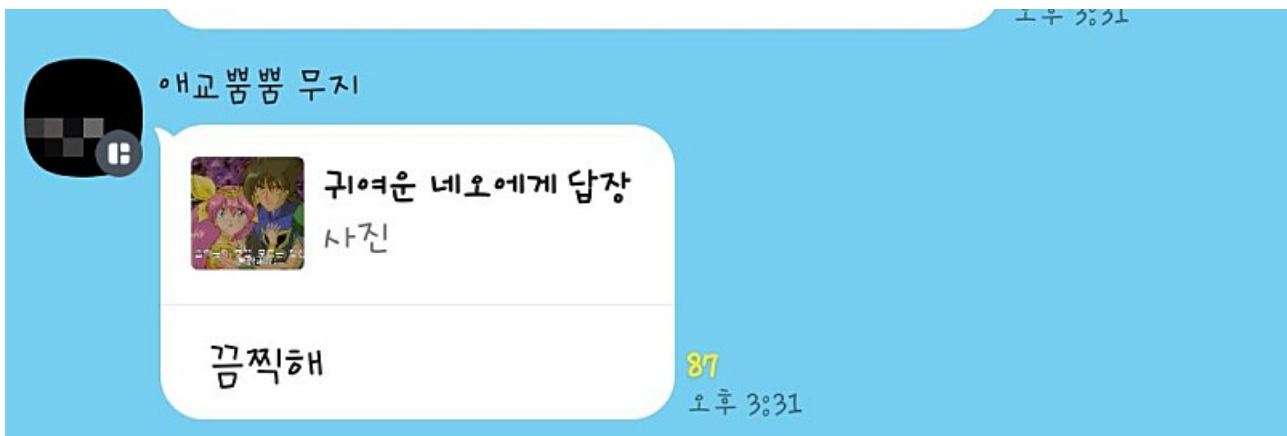 오후 3:31
애교뿜뿜 무지
귀여운 네오에게 답장
사진
끔찍해
87
오후 3:31